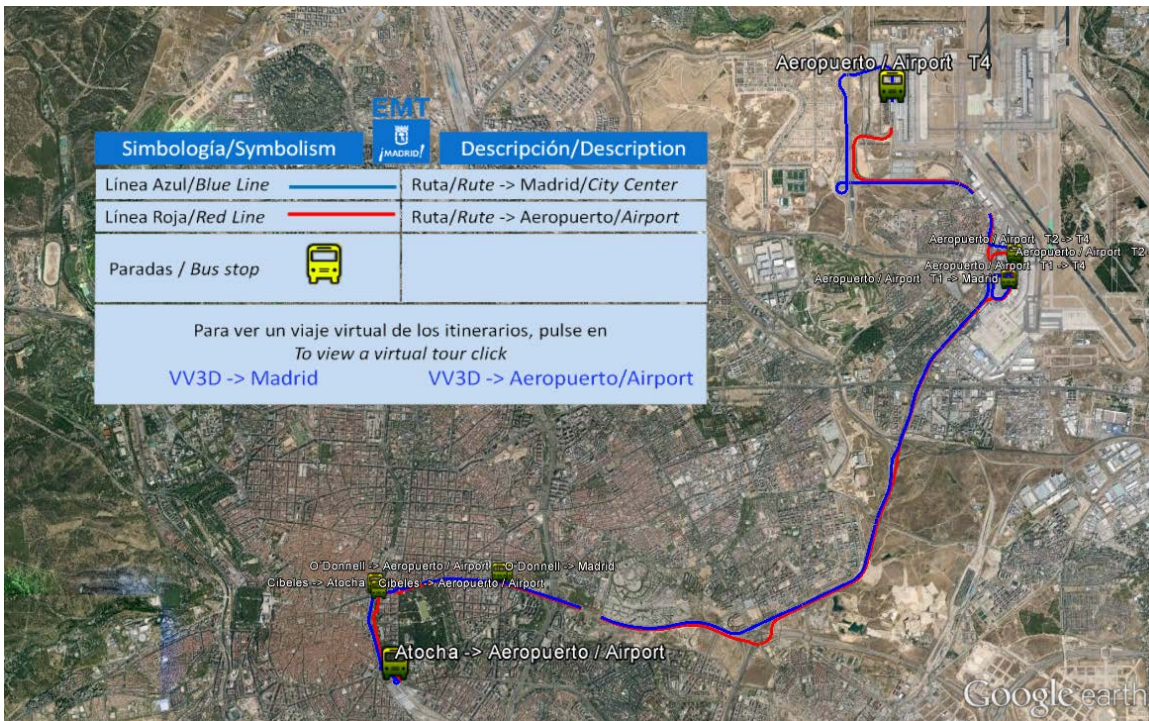 Aeropuerto / Airport   T4
EMT
¡MADRID!
Simbología/Symbolism
Descripción/Description
Línea Azul/Blue Line
Ruta/Rute -> Madrid/City Center
Línea Roja/Red Line
Ruta/Rute -> Aeropuerto/Airport
Paradas / Bus stop
Para ver un viaje virtual de los itinerarios, pulse en
To view a virtual tour click
VV3D -> Madrid
VV3D -> Aeropuerto/Airport
Aeropuerto / Airport   T2 -> T4
Aeropuerto / Airport   T2
Aeropuerto / Airport   T1 -> T4
Aeropuerto / Airport   T1 -> Madrid
O´Donnell -> Aeropuerto / Airport
O´Donnell -> Madrid
Cibeles -> Atocha
Cibeles -> Aeropuerto / Airport
Atocha -> Aeropuerto / Airport
Google earth